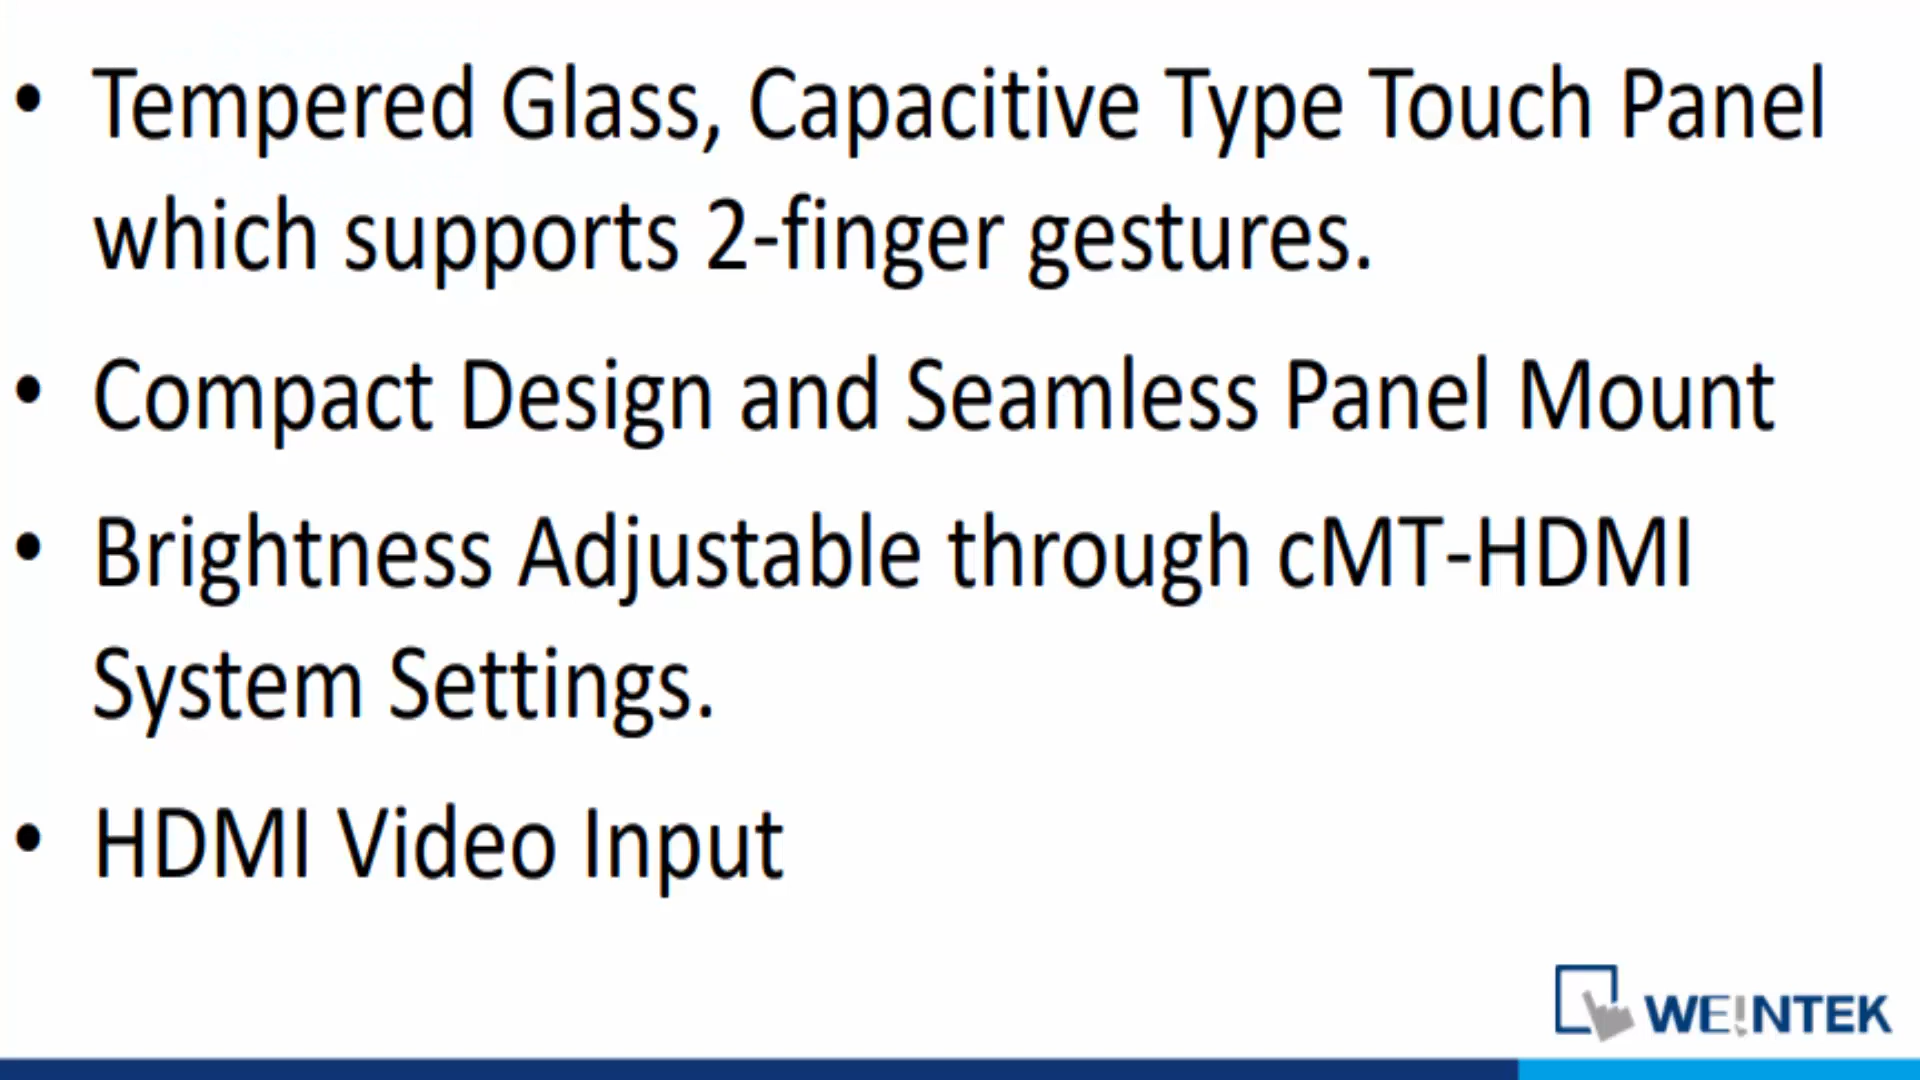 • Tempered Glass, Capacitive Type Touch Panel
which supports 2-finger gestures.
• Compact Design and Seamless Panel Mount
• Brightness Adjustable through cMT-HDMI
System Settings.
• HDMI Video Input
WE!NTEK